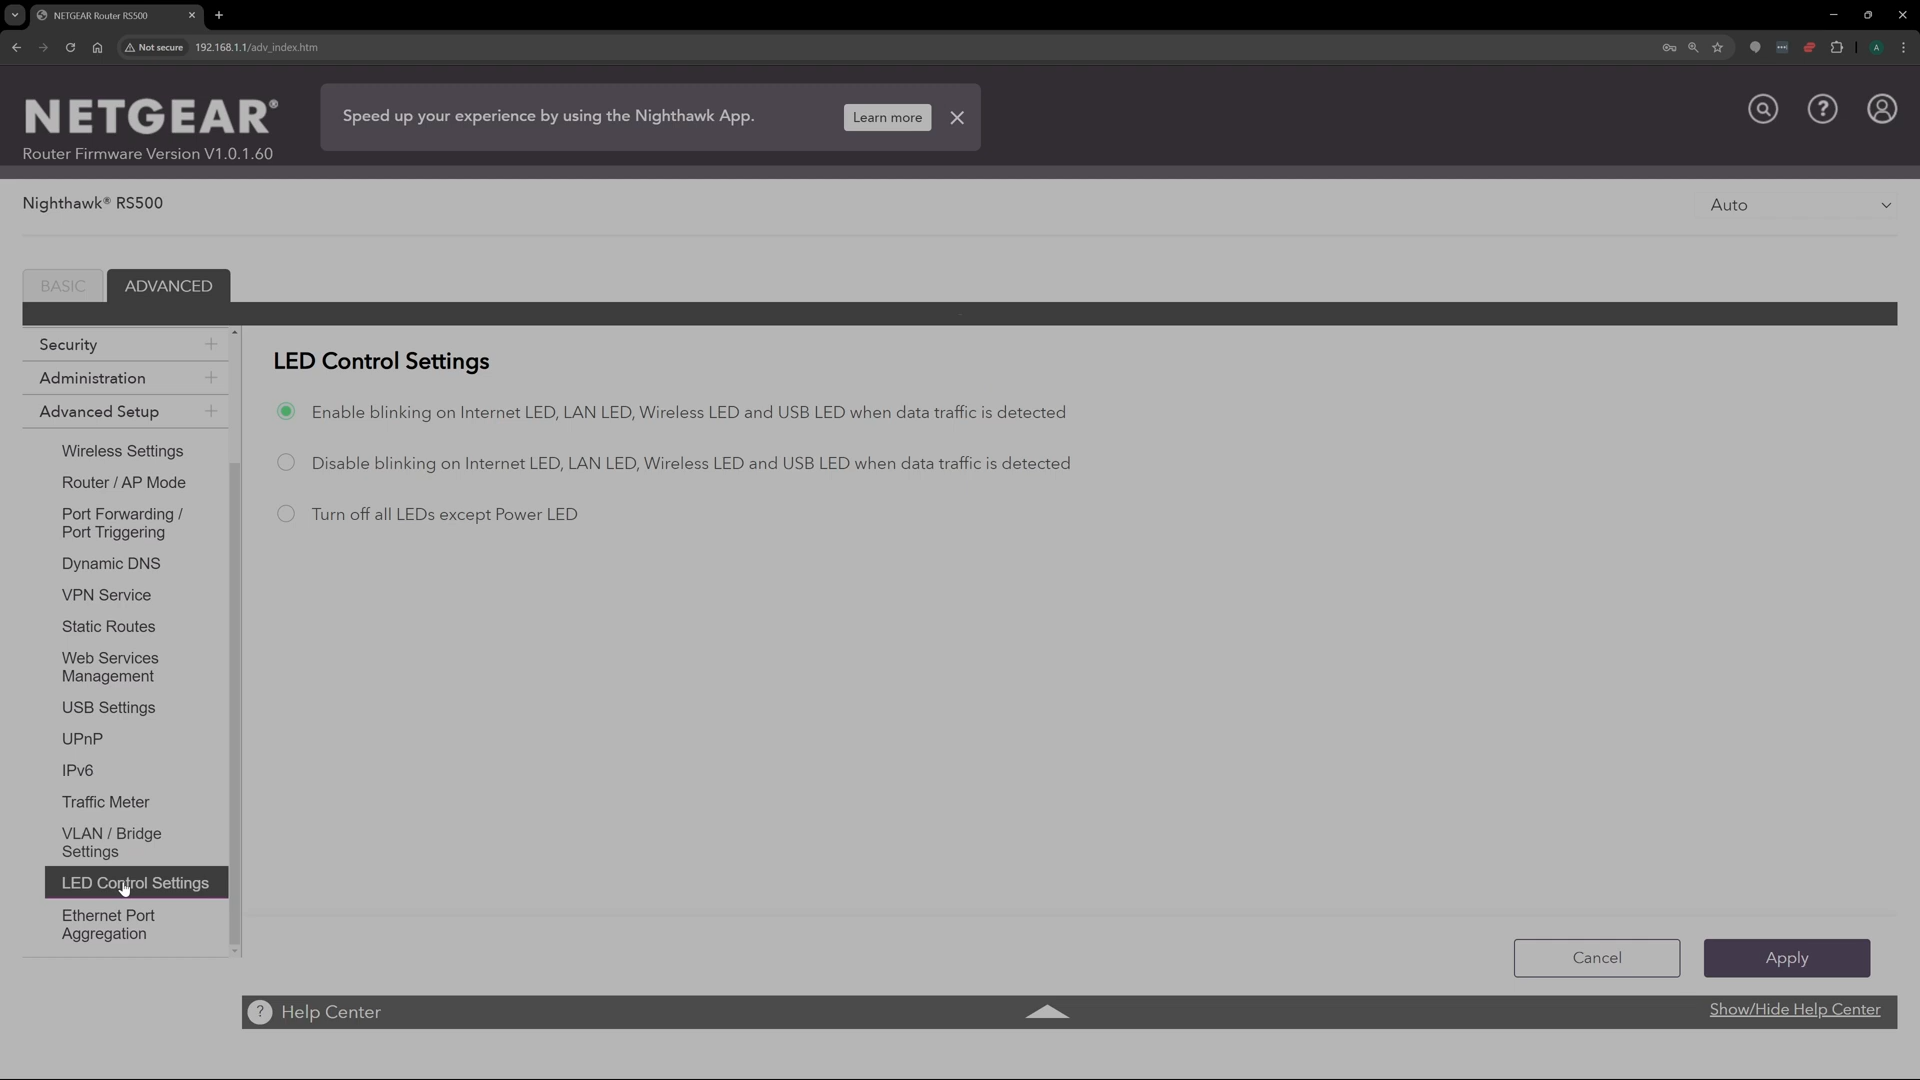 NETGEAR Router RS500
Not secure
192.168.1.1/adv_index.htm
A
NETGEAR®
Router Firmware Version V1.0.1.60
Speed up your experience by using the Nighthawk App.
Learn more
?
Nighthawk® RS500
Auto
BASIC
ADVANCED
Security
Administration
Advanced Setup
Wireless Settings
Router / AP Mode
Port Forwarding /
Port Triggering
Dynamic DNS
VPN Service
Static Routes
Web Services
Management
USB Settings
UPnP
IPv6
Traffic Meter
VLAN / Bridge
Settings
LED Control Settings
Ethernet Port
Aggregation
LED Control Settings
Enable blinking on Internet LED, LAN LED, Wireless LED and USB LED when data traffic is detected
Disable blinking on Internet LED, LAN LED, Wireless LED and USB LED when data traffic is detected
Turn off all LEDs except Power LED
Cancel
Apply
? Help Center
Show/Hide Help Center